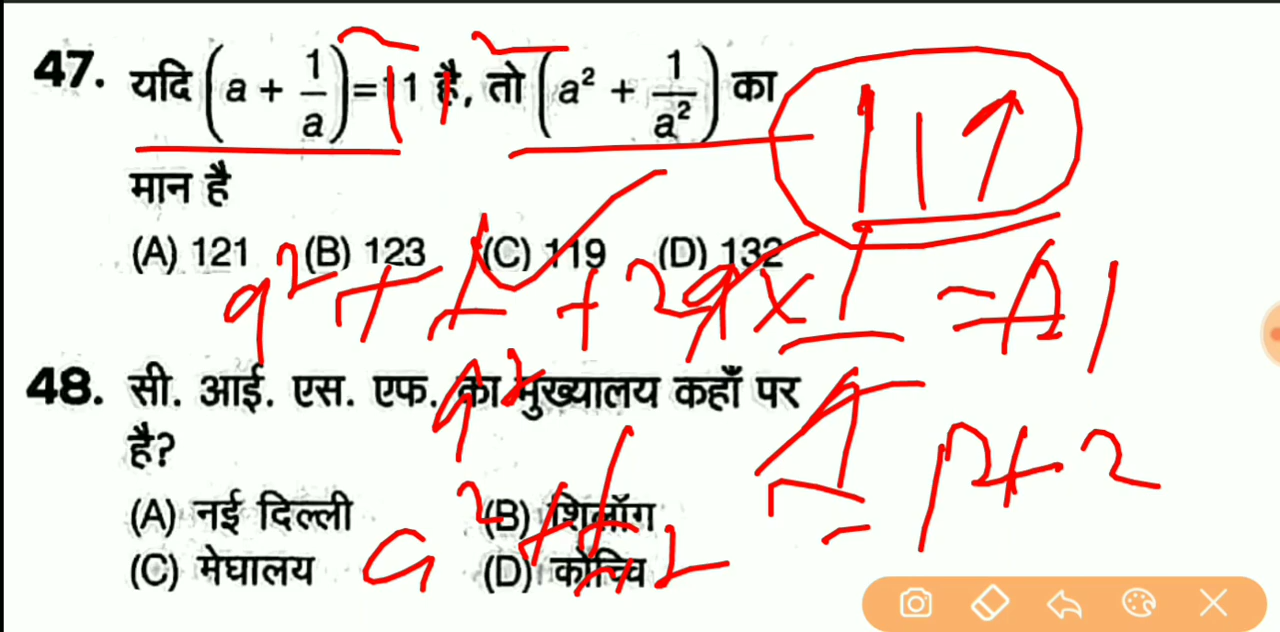 47. यदि (a + 1/a) = 11 है, तो (a² + 1/a²) का
मान है
(A) 121 (B) 123 (C) 119 (D) 132
48. सी. आई. एस. एफ. का मुख्यालय कहाँ पर
है?
(A) नई दिल्ली (B) शिलॉग
(C) मेघालय (D) कोच्चि